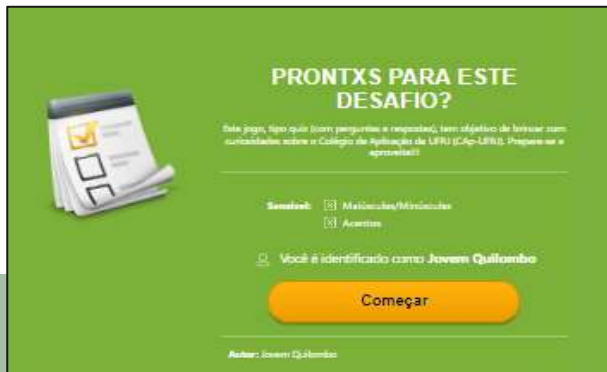 PRONTXS PARA ESTE
DESAFIO?
Este jogo, tipo quiz (com perguntas e respostas), tem objetivo de brincar com
curiosidades sobre o Colégio de Aplicação da UFRJ (CAp-UFRJ). Prepare-se e
aproveite!!!
Sensível: Maiúsculas/Minúsculas
Acentos
Você é identificado como Jovem Quilombo
Começar
Autor: Jovem Quilombo